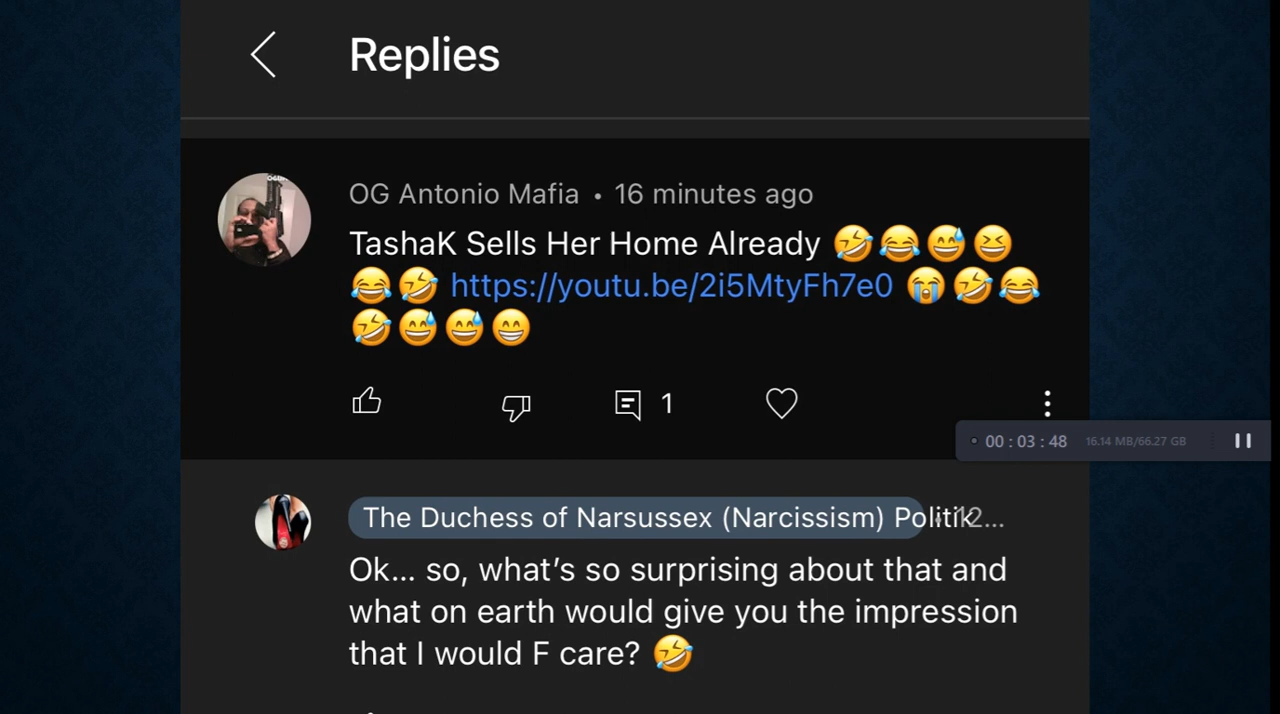 Replies
OG Antonio Mafia • 16 minutes ago
TashaK Sells Her Home Already 🤣😂😅😆
😂🤣 https://youtu.be/2i5MtyFh7e0 😭🤣😂
🤣😅😅😁
1
00 : 03 : 48 16.14 MB/66.27 GB
The Duchess of Narsussex (Narcissism) Politik 12...
Ok... so, what's so surprising about that and
what on earth would give you the impression
that I would F care? 🤣